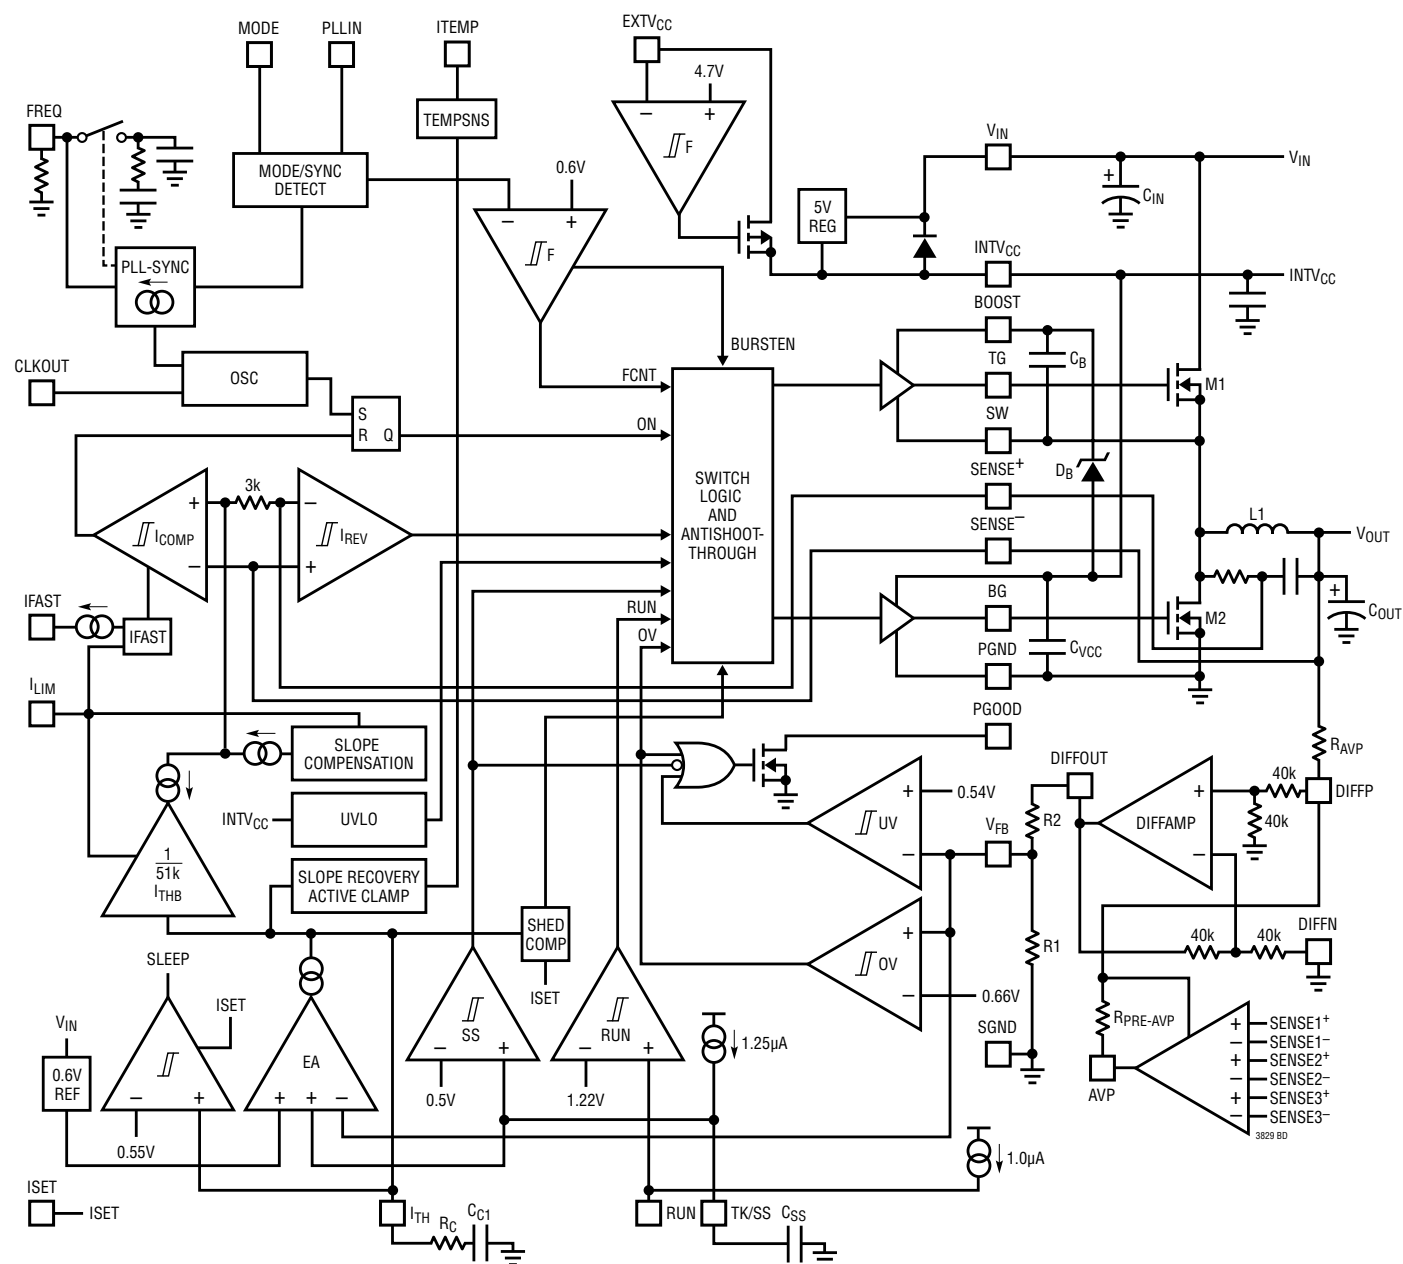 MODE
PLLIN
ITEMP
EXTVCC
4.7V
FREQ
TEMPSNS
F
VIN
VIN
MODE/SYNC
DETECT
0.6V
+
CIN
5V
REG
−
+
−
+
F
PLL-SYNC
INTVCC
INTVCC
BOOST
BURSTEN
CLKOUT
OSC
FCNT
TG
CB
M1
S
R Q
ON
SW
SENSE+
DB
3k
+
−
ICOMP
−
+
IREV
SWITCH
LOGIC
AND
ANTISHOOT-
THROUGH
SENSE−
L1
VOUT
IFAST
IFAST
RUN
OV
BG
M2
+
COUT
PGND
CVCC
ILIM
PGOOD
SLOPE
COMPENSATION
RAVP
DIFFOUT
40k
DIFFP
INTVCC
UVLO
+
0.54V
UV
−
VFB
R2
+
DIFFAMP
−
40k
1
51k
ITHB
SLOPE RECOVERY
ACTIVE CLAMP
SHED
COMP
ISET
+
OV
−
0.66V
R1
40k
40k
DIFFN
SLEEP
ISET
VIN
0.6V
REF
−
+
0.55V
EA
+
+
−
SS
−
+
0.5V
RUN
−
+
1.22V
1.25µA
SGND
RPRE-AVP
AVP
+
SENSE1+
−
SENSE1−
+
SENSE2+
−
SENSE2−
+
SENSE3+
−
SENSE3−
3829 BD
1.0µA
ISET
ISET
ITH
RC
CC1
RUN
TK/SS
CSS